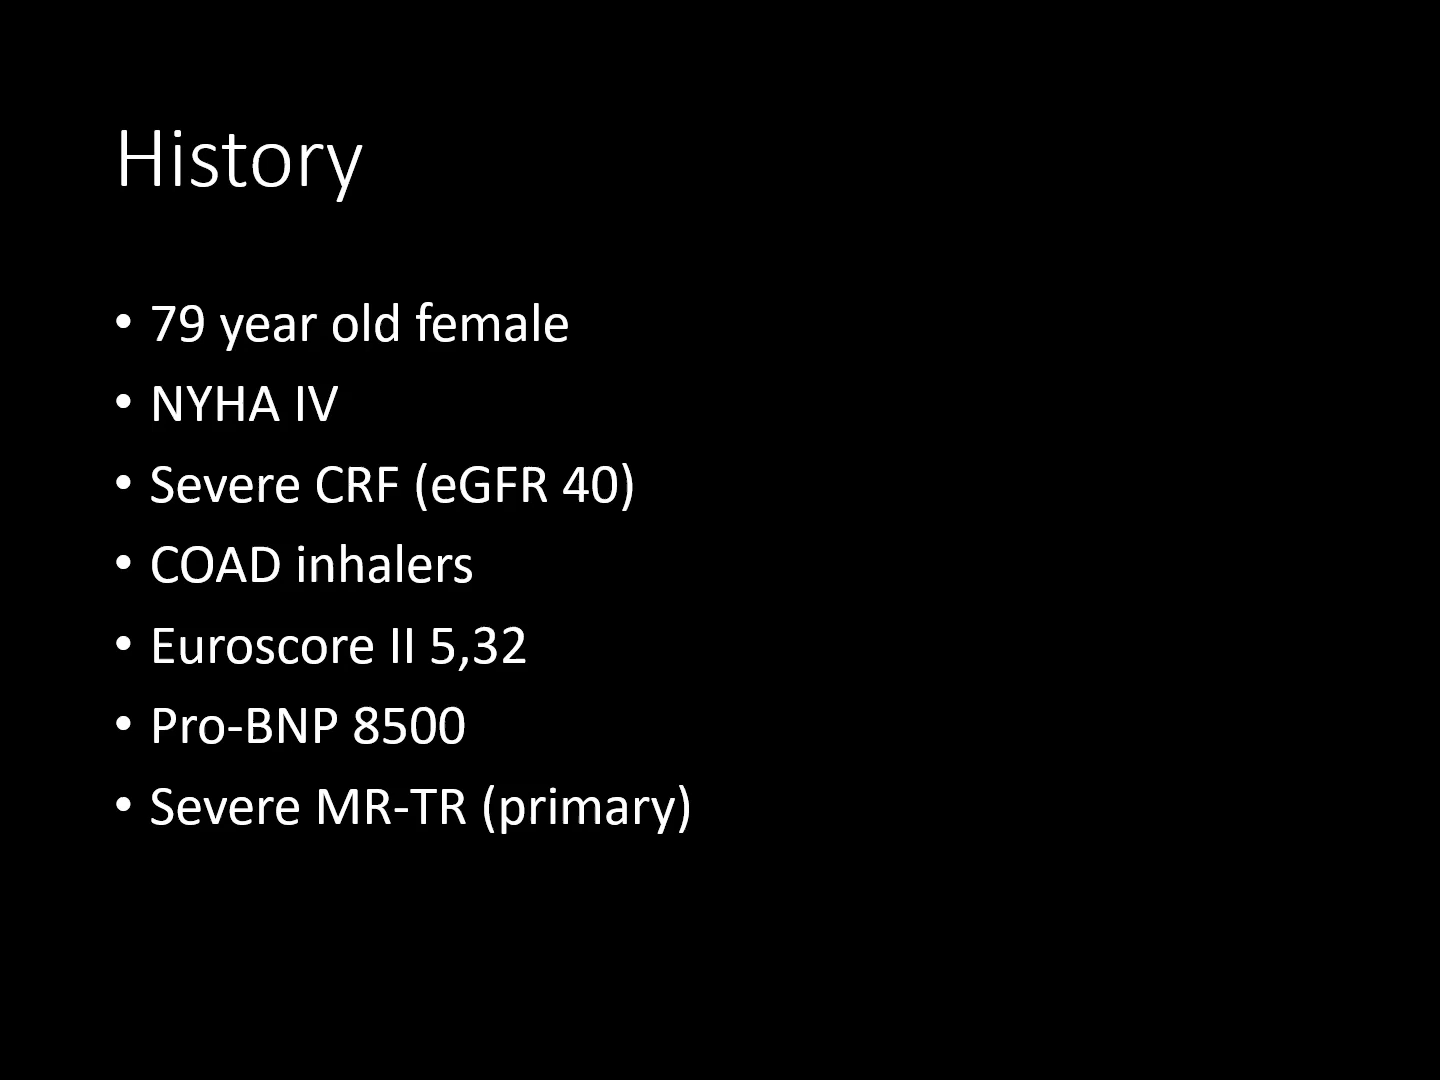 History
• 79 year old female
• NYHA IV
• Severe CRF (eGFR 40)
• COAD inhalers
• Euroscore II 5,32
• Pro-BNP 8500
• Severe MR-TR (primary)